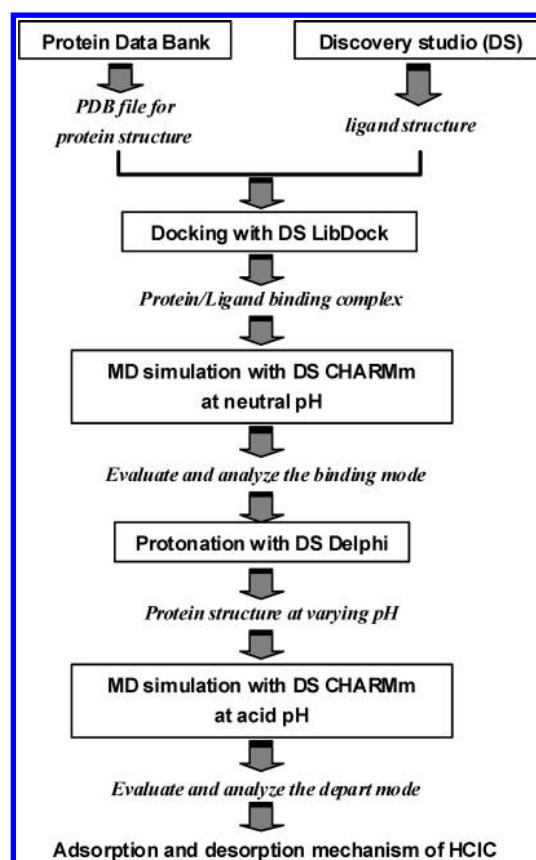 Protein Data Bank
Discovery studio (DS)
PDB file for
protein structure
ligand structure
Docking with DS LibDock
Protein/Ligand binding complex
MD simulation with DS CHARMm
at neutral pH
Evaluate and analyze the binding mode
Protonation with DS Delphi
Protein structure at varying pH
MD simulation with DS CHARMm
at acid pH
Evaluate and analyze the depart mode
Adsorption and desorption mechanism of HCIC